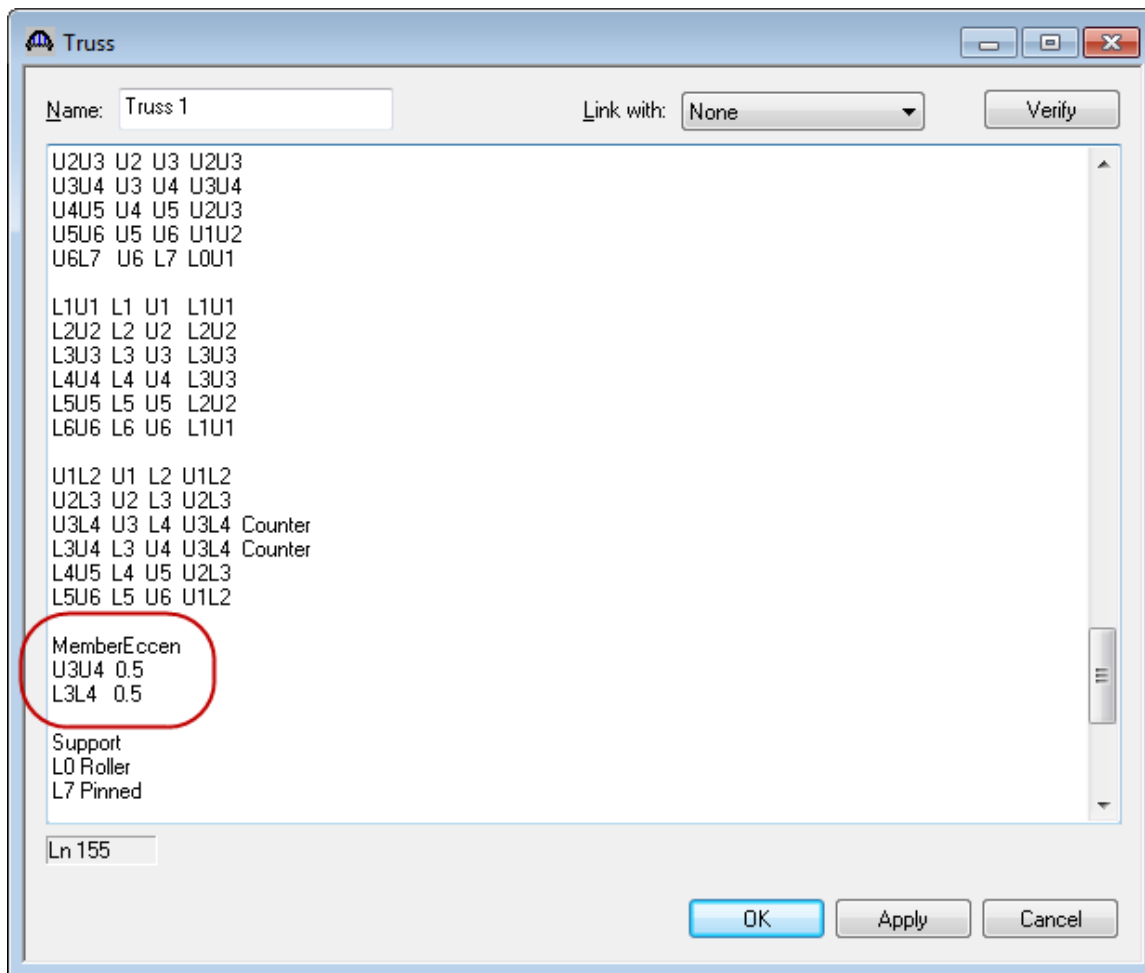 Truss
Name: Truss 1 Link with: None Verify
U2U3 U2 U3 U2U3
U3U4 U3 U4 U3U4
U4U5 U4 U5 U2U3
U5U6 U5 U6 U1U2
U6L7 U6 L7 L0U1
L1U1 L1 U1 L1U1
L2U2 L2 U2 L2U2
L3U3 L3 U3 L3U3
L4U4 L4 U4 L3U3
L5U5 L5 U5 L2U2
L6U6 L6 U6 L1U1
U1L2 U1 L2 U1L2
U2L3 U2 L3 U2L3
U3L4 U3 L4 U3L4 Counter
L3U4 L3 U4 U3L4 Counter
L4U5 L4 U5 U2L3
L5U6 L5 U6 U1L2
MemberEccen
U3U4 0.5
L3L4 0.5
Support
L0 Roller
L7 Pinned
Ln 155
OK Apply Cancel